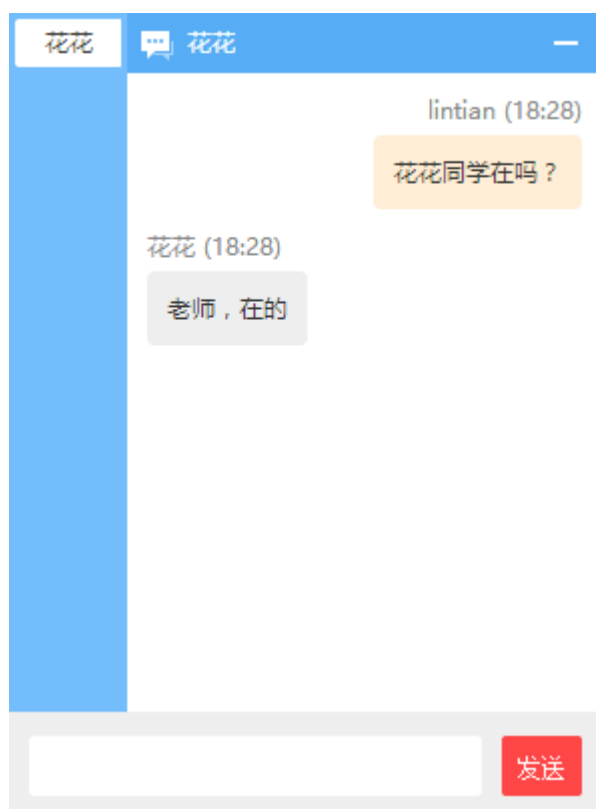 花花
花花
lintian (18:28)
花花同学在吗？
花花 (18:28)
老师，在的
发送